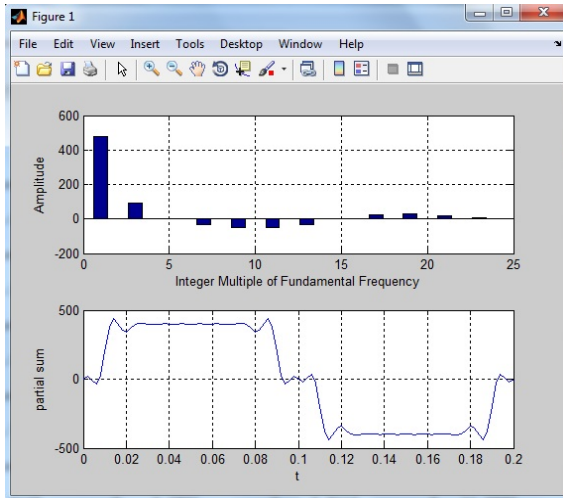 Figure 1
File Edit View Insert Tools Desktop Window Help
600
400
200
0
-200
Amplitude
0 5 10 15 20 25
Integer Multiple of Fundamental Frequency
500
0
-500
partial sum
0 0.02 0.04 0.06 0.08 0.1 0.12 0.14 0.16 0.18 0.2
t